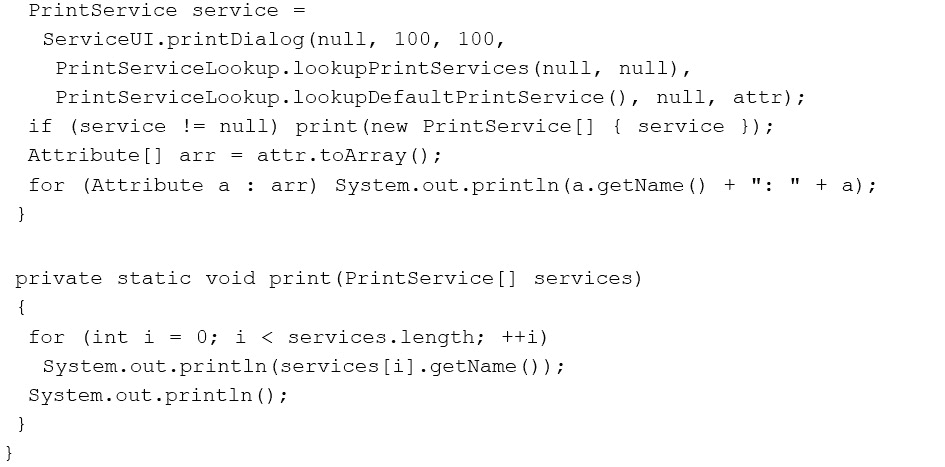 PrintService service =
ServiceUI.printDialog(null, 100, 100,
PrintServiceLookup.lookupPrintServices(null, null),
PrintServiceLookup.lookupDefaultPrintService(), null, attr);
if (service != null) print(new PrintService[] { service });
Attribute[] arr = attr.toArray();
for (Attribute a : arr) System.out.println(a.getName() + ": " + a);
}
private static void print(PrintService[] services)
{
for (int i = 0; i < services.length; ++i)
System.out.println(services[i].getName());
System.out.println();
}
}